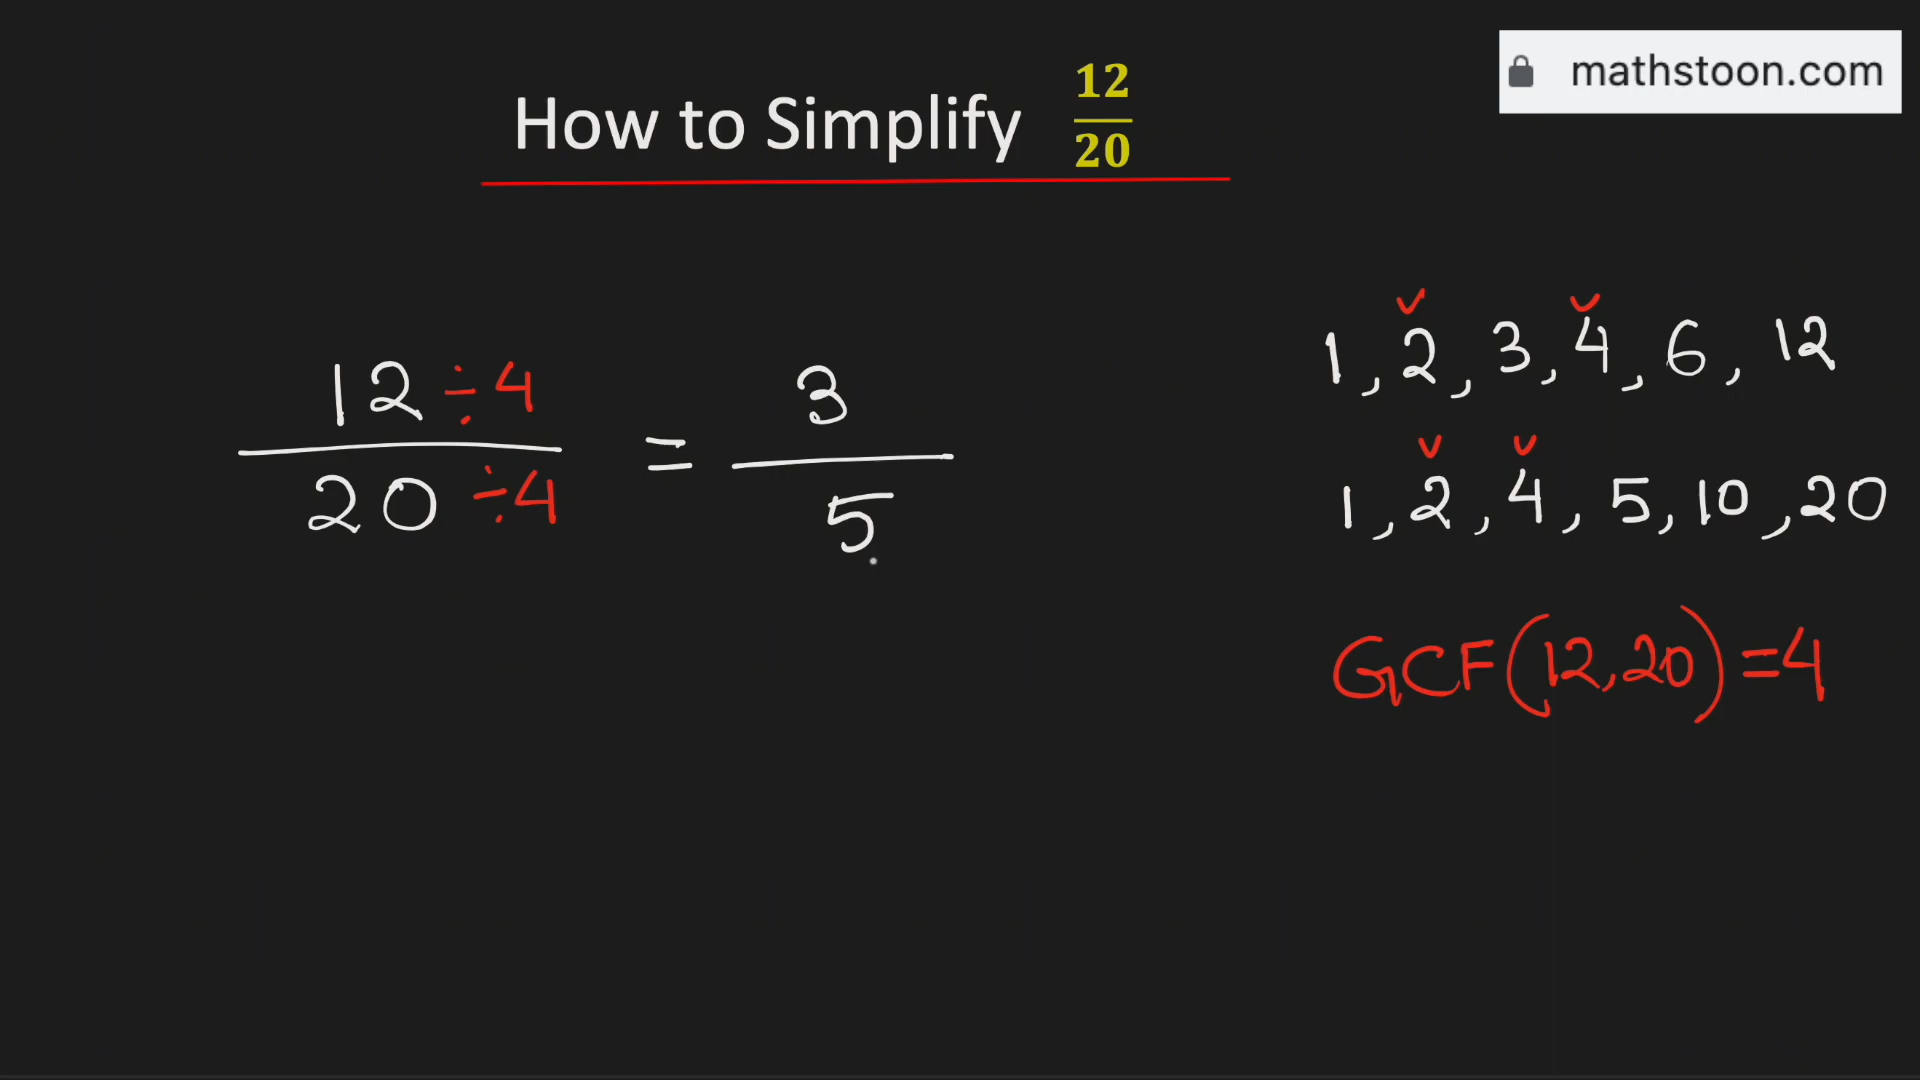 mathstoon.com
How to Simplify 12/20
12 ÷ 4
20 ÷ 4
=
3
5
1, 2, 3, 4, 6, 12
1, 2, 4, 5, 10, 20
GCF(12,20) = 4